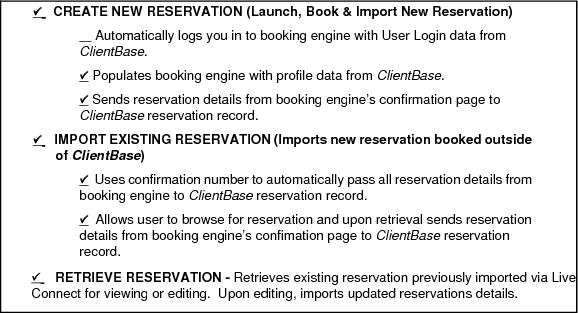 ✓ CREATE NEW RESERVATION (Launch, Book & Import New Reservation)
__ Automatically logs you in to booking engine with User Login data from
ClientBase.
✓ Populates booking engine with profile data from ClientBase.
✓ Sends reservation details from booking engine's confirmation page to
ClientBase reservation record.
✓ IMPORT EXISTING RESERVATION (Imports new reservation booked outside
of ClientBase)
✓ Uses confirmation number to automatically pass all reservation details from
booking engine to ClientBase reservation record.
✓ Allows user to browse for reservation and upon retrieval sends reservation
details from booking engine's confimation page to ClientBase reservation
record.
✓ RETRIEVE RESERVATION - Retrieves existing reservation previously imported via Live
Connect for viewing or editing. Upon editing, imports updated reservations details.